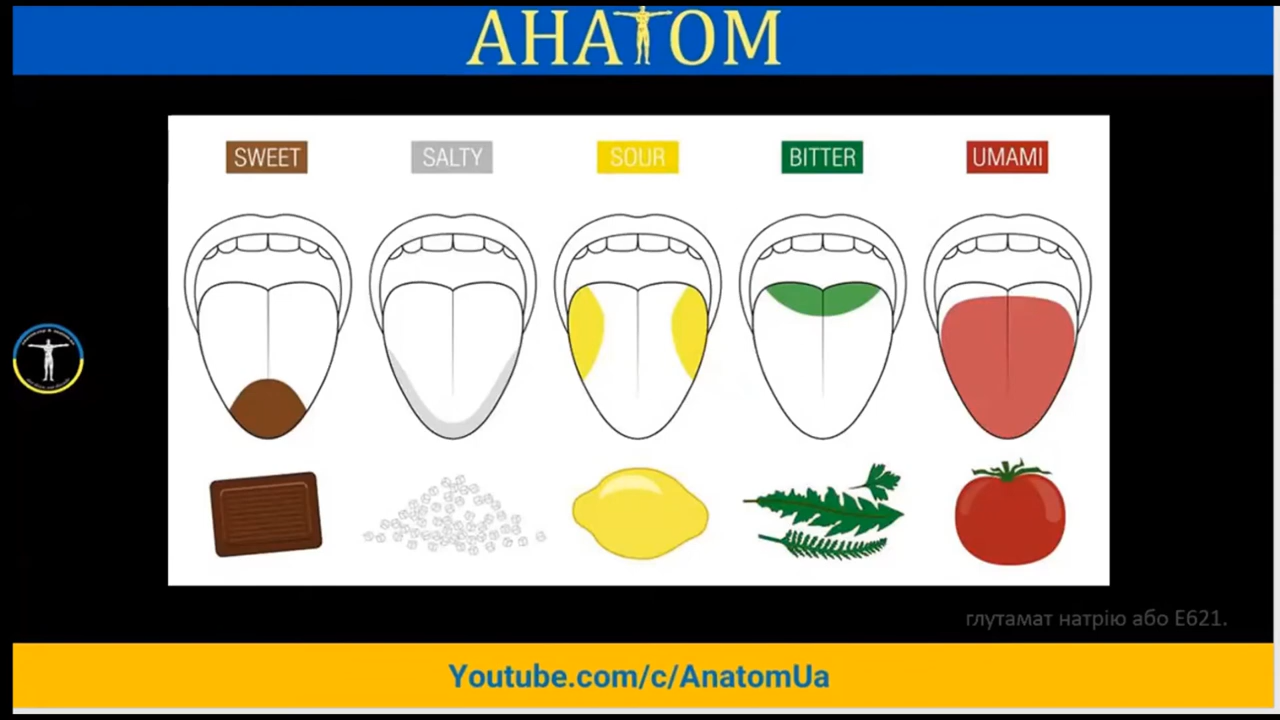 АНАТОМ
SWEET
SALTY
SOUR
BITTER
UMAMI
глутамат натрію або Е621.
Youtube.com/c/AnatomUa